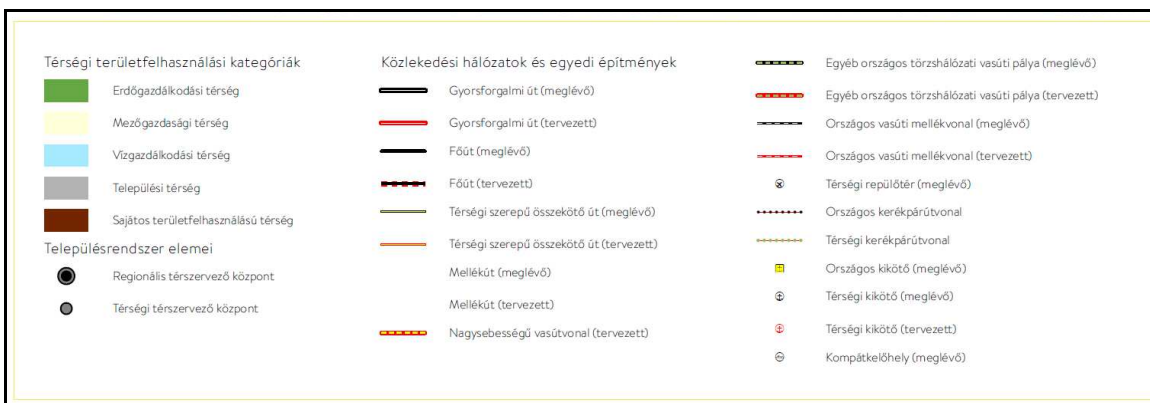 Térségi területfelhasználási kategóriák
Erdőgazdálkodási térség
Mezőgazdasági térség
Vízgazdálkodási térség
Települési térség
Sajátos területfelhasználású térség
Településrendszer elemei
Regionális térszervező központ
Térségi térszervező központ
Közlekedési hálózatok és egyedi építmények
Gyorsforgalmi út (meglévő)
Gyorsforgalmi út (tervezett)
Főút (meglévő)
Főút (tervezett)
Térségi szerepű összekötő út (meglévő)
Térségi szerepű összekötő út (tervezett)
Mellékút (meglévő)
Mellékút (tervezett)
Nagysebességű vasútvonal (tervezett)
Egyéb országos törzshálózati vasúti pálya (meglévő)
Egyéb országos törzshálózati vasúti pálya (tervezett)
Országos vasúti mellékvonal (meglévő)
Országos vasúti mellékvonal (tervezett)
Térségi repülőtér (meglévő)
Országos kerékpárútvonal
Térségi kerékpárútvonal
Országos kikötő (meglévő)
Térségi kikötő (meglévő)
Térségi kikötő (tervezett)
Kompátkelőhely (meglévő)